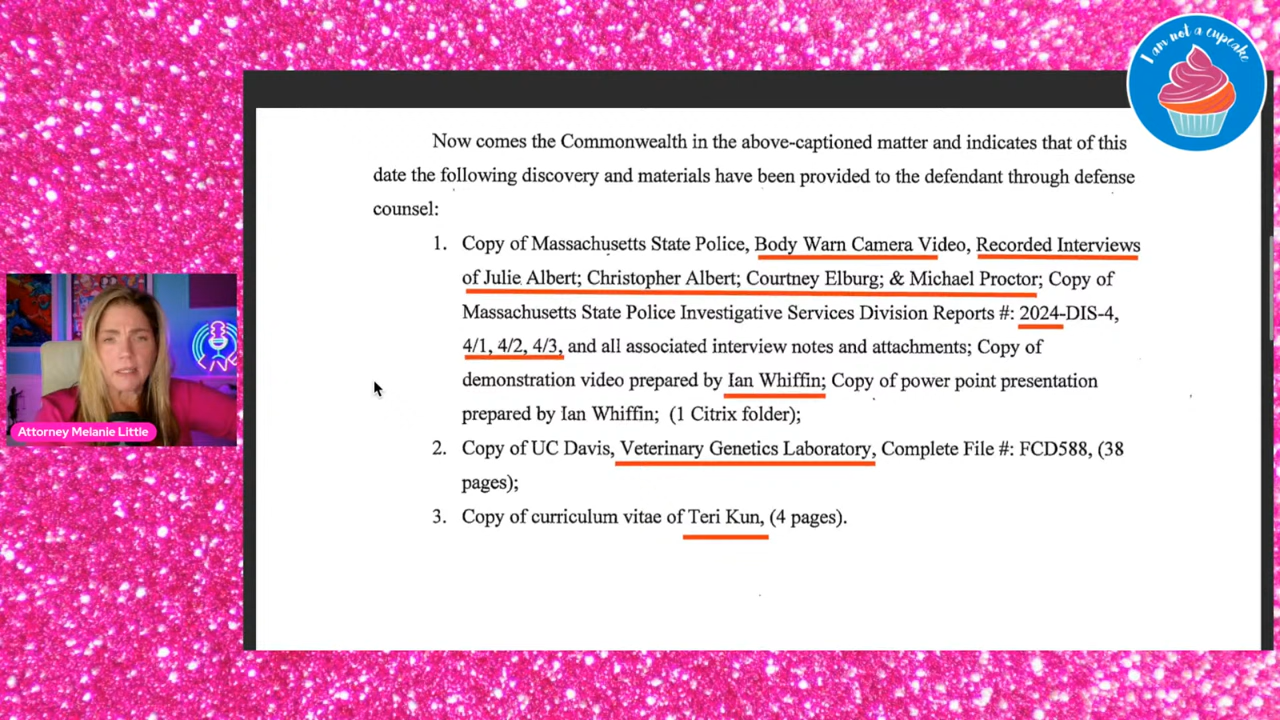 I am not a cupcake
Now comes the Commonwealth in the above-captioned matter and indicates that of this
date the following discovery and materials have been provided to the defendant through defense
counsel:
1. Copy of Massachusetts State Police, Body Warn Camera Video, Recorded Interviews
of Julie Albert; Christopher Albert; Courtney Elburg; & Michael Proctor; Copy of
Massachusetts State Police Investigative Services Division Reports #: 2024-DIS-4,
4/1, 4/2, 4/3, and all associated interview notes and attachments; Copy of
demonstration video prepared by Ian Whiffin; Copy of power point presentation
prepared by Ian Whiffin; (1 Citrix folder);
2. Copy of UC Davis, Veterinary Genetics Laboratory, Complete File #: FCD588, (38
pages);
3. Copy of curriculum vitae of Teri Kun, (4 pages).
Attorney Melanie Little